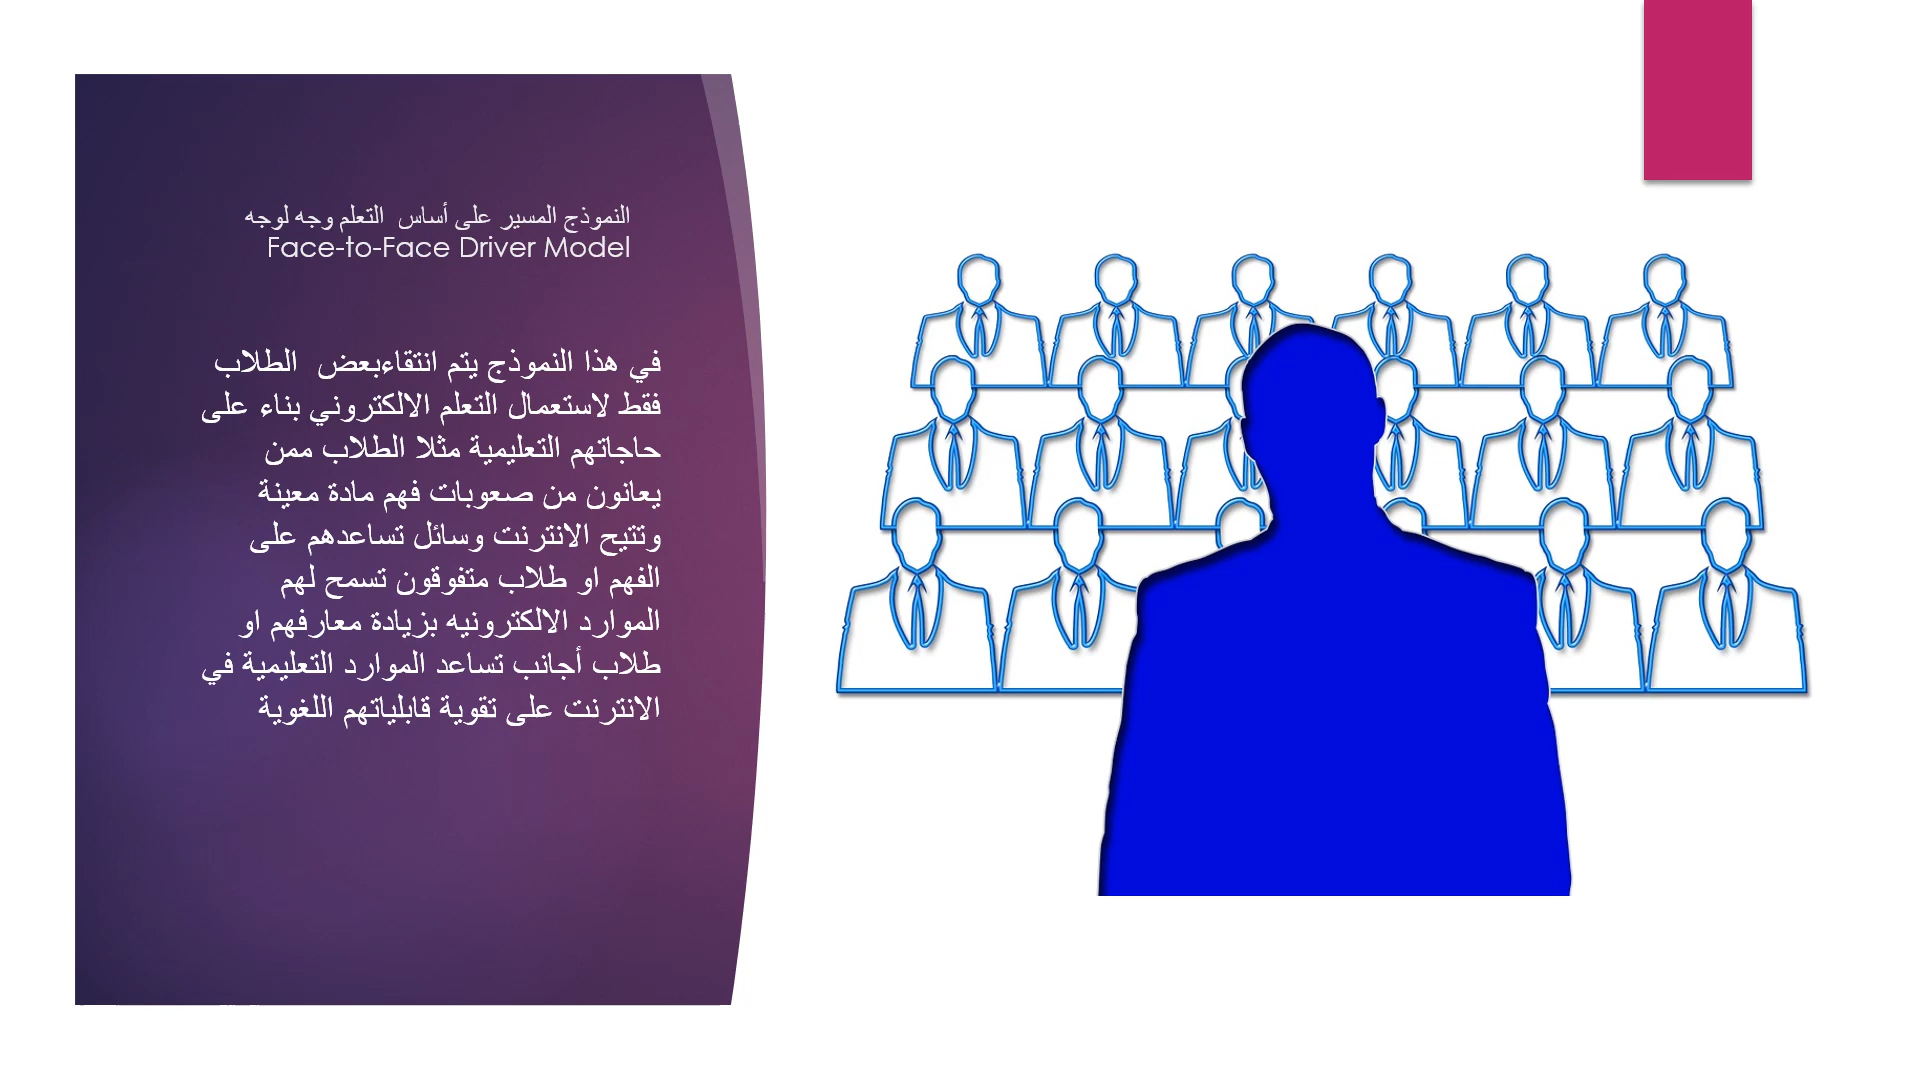 النموذج المسير على أساس  التعلم وجه لوجه
Face-to-Face Driver Model
في هذا النموذج يتم انتقاءبعض  الطلاب
فقط لاستعمال التعلم الالكتروني بناء على
حاجاتهم التعليمية مثلا الطلاب ممن
يعانون من صعوبات فهم مادة معينة
وتتيح الانترنت وسائل تساعدهم على
الفهم او طلاب متفوقون تسمح لهم
الموارد الالكترونيه بزيادة معارفهم او
طلاب أجانب تساعد الموارد التعليمية في
الانترنت على تقوية قابلياتهم اللغوية